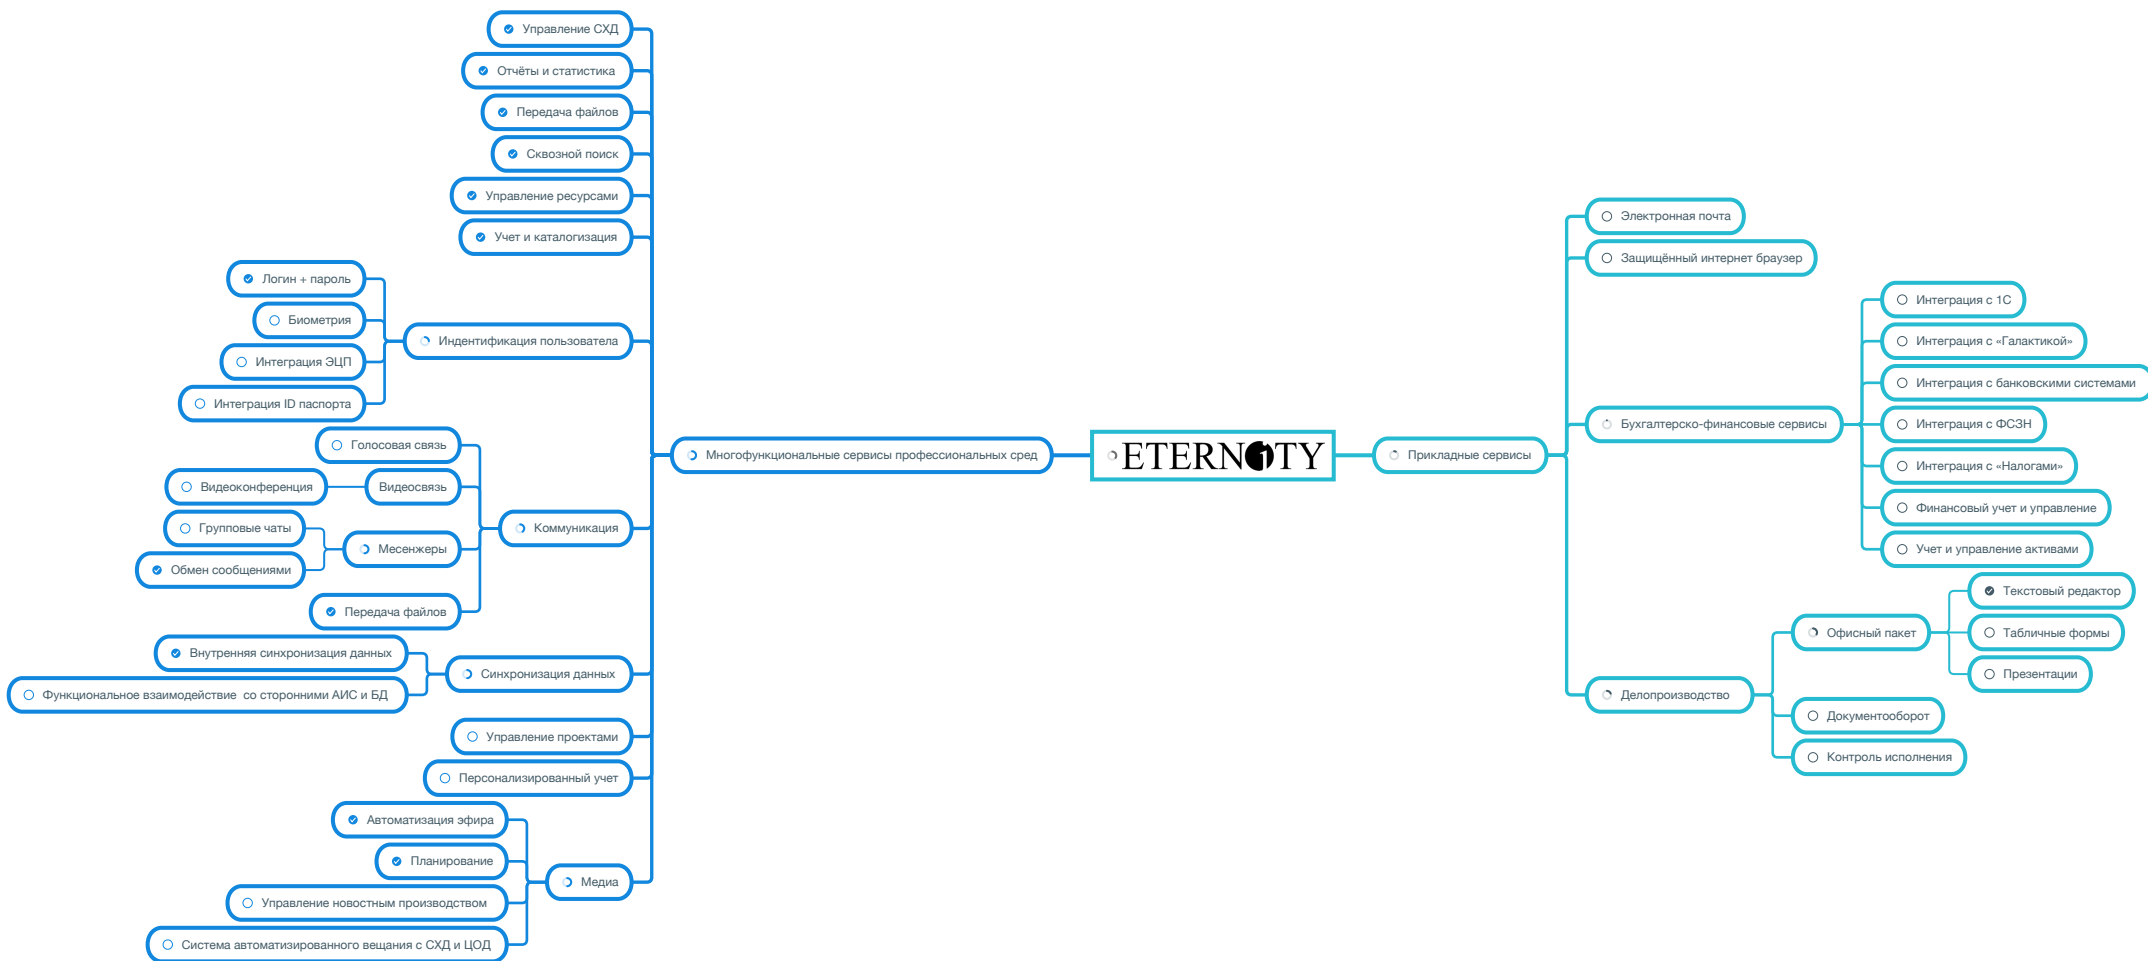 Управление СХД
Отчёты и статистика
Передача файлов
Сквозной поиск
Управление ресурсами
Учет и каталогизация
Логин + пароль
Биометрия
Интеграция ЭЦП
Интеграция ID паспорта
Индентификация пользователя
Голосовая связь
Видеоконференция
Видеосвязь
Групповые чаты
Обмен сообщениями
Месенжеры
Передача файлов
Коммуникация
Внутренняя синхронизация данных
Функциональное взаимодействие со сторонними АИС и БД
Синхронизация данных
Управление проектами
Персонализированный учет
Автоматизация эфира
Планирование
Управление новостным производством
Система автоматизированного вещания с СХД и ЦОД
Медиа
Многофункциональные сервисы профессиональных сред
ETERNITY
Прикладные сервисы
Электронная почта
Защищённый интернет браузер
Бухгалтерско-финансовые сервисы
Интеграция с 1С
Интеграция с «Галактикой»
Интеграция с банковскими системами
Интеграция с ФСЗН
Интеграция с «Налогами»
Финансовый учет и управление
Учет и управление активами
Делопроизводство
Офисный пакет
Текстовый редактор
Табличные формы
Презентации
Документооборот
Контроль исполнения